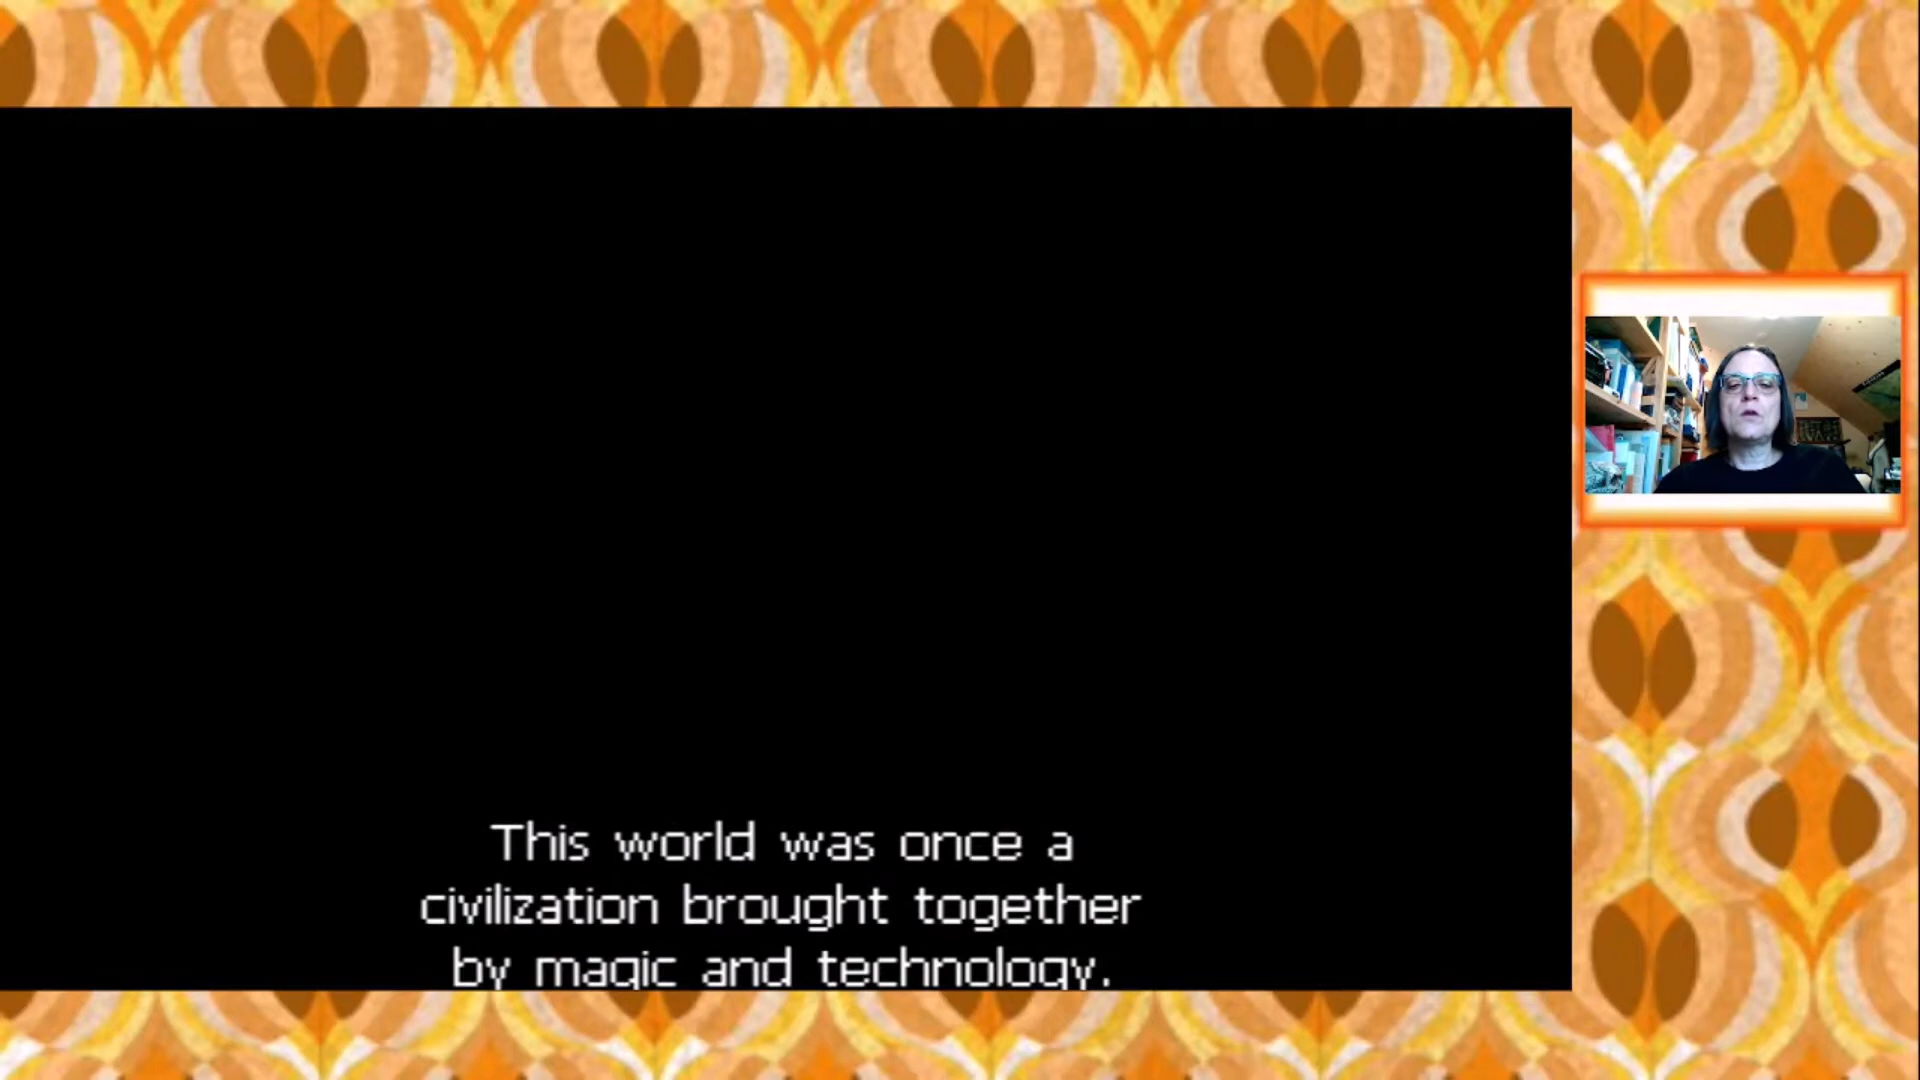 This world was once a
civilization brought together
by magic and technology.